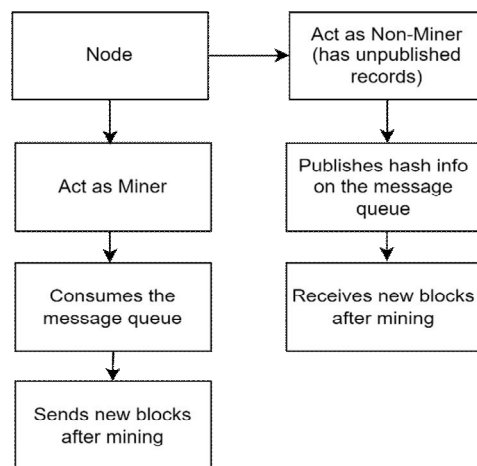 Node
Act as Non-Miner
(has unpublished
records)
Act as Miner
Publishes hash info
on the message
queue
Consumes the
message queue
Receives new blocks
after mining
Sends new blocks
after mining